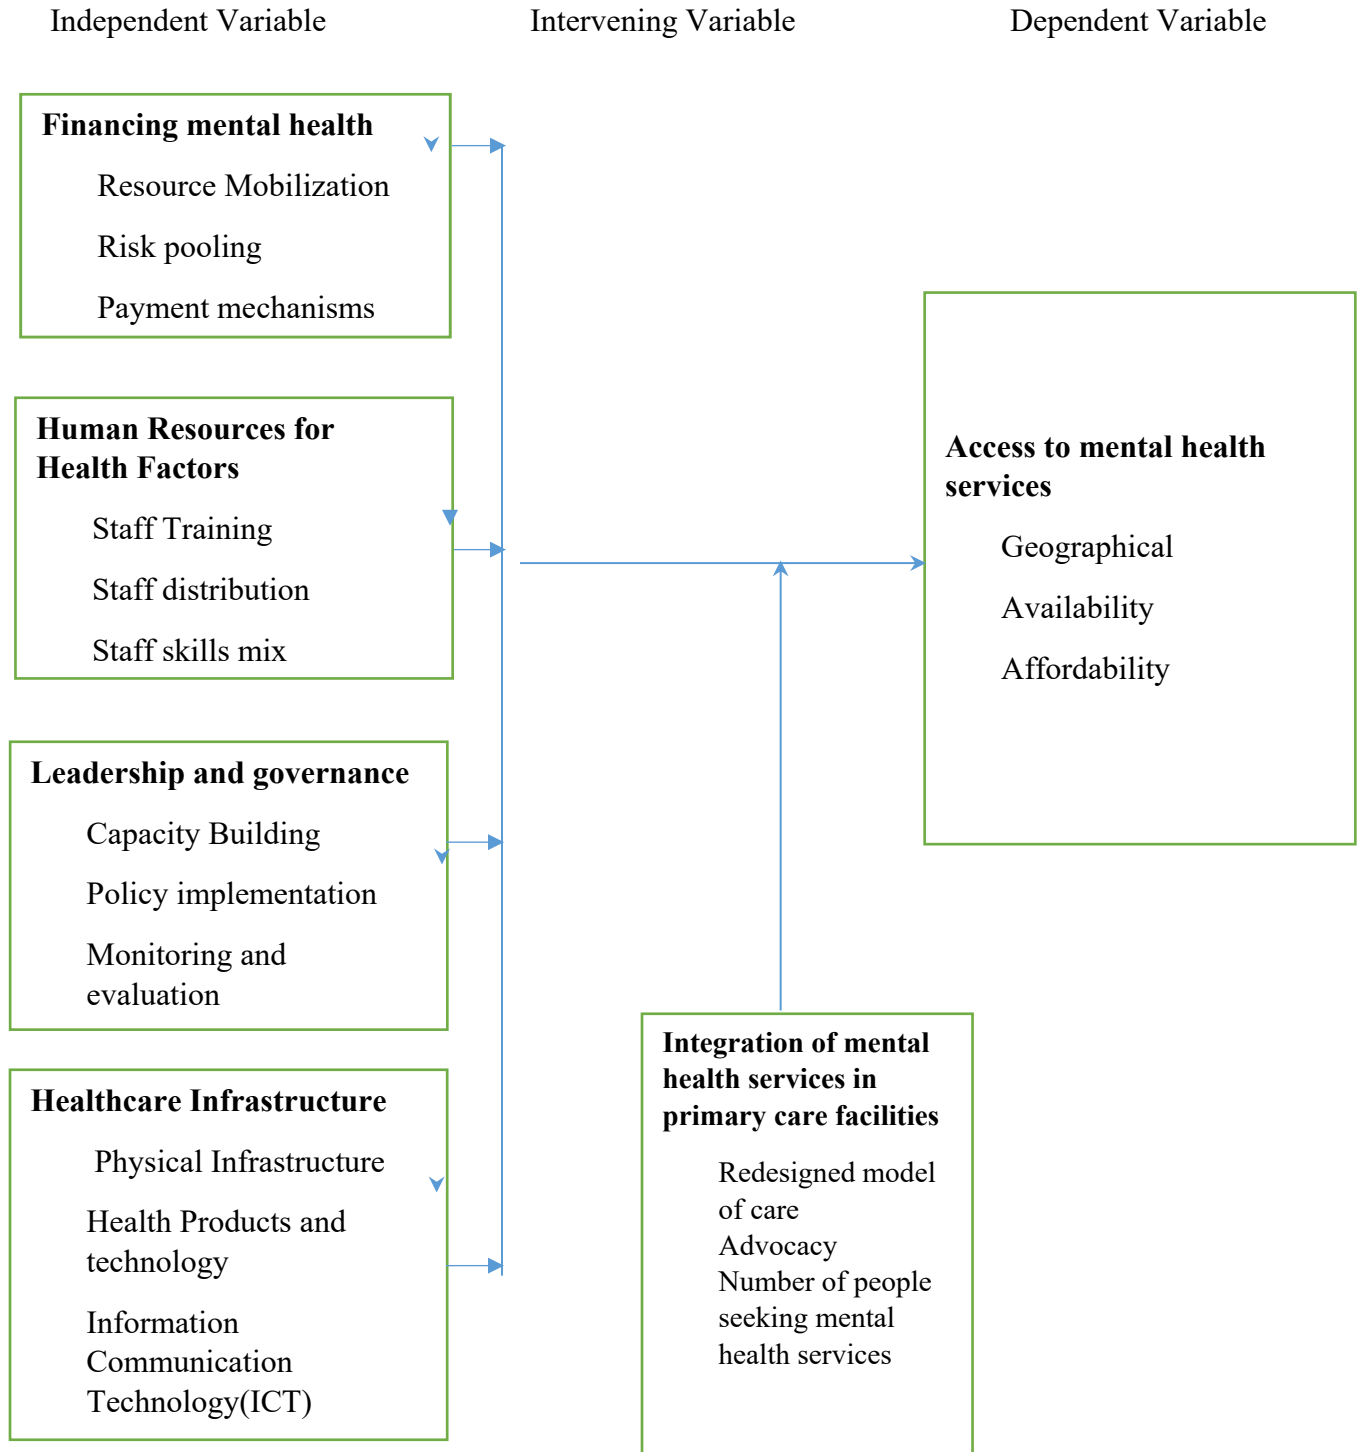 Independent Variable
Intervening Variable
Dependent Variable
Financing mental health
Resource Mobilization
Risk pooling
Payment mechanisms
Human Resources for
Health Factors
Staff Training
Staff distribution
Staff skills mix
Leadership and governance
Capacity Building
Policy implementation
Monitoring and
evaluation
Healthcare Infrastructure
Physical Infrastructure
Health Products and
technology
Information
Communication
Technology(ICT)
Integration of mental
health services in
primary care facilities
Redesigned model
of care
Advocacy
Number of people
seeking mental
health services
Access to mental health
services
Geographical
Availability
Affordability